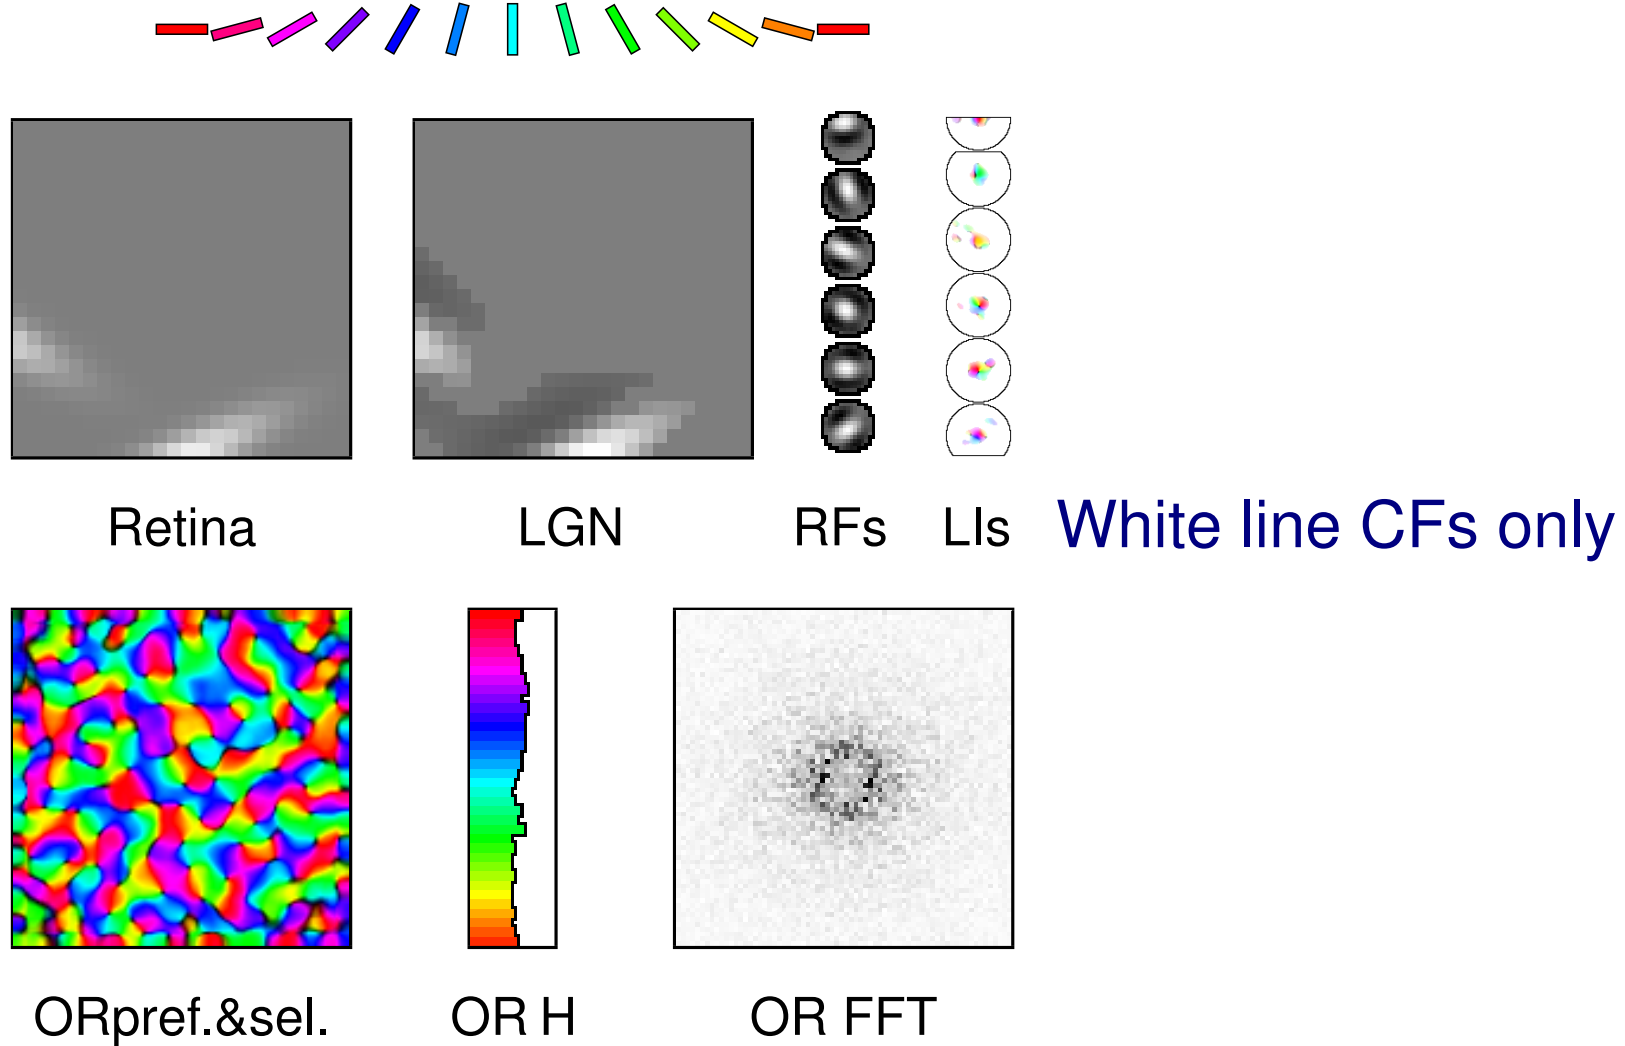 Retina LGN RFs LIs White line CFs only
ORpref.&sel. OR H OR FFT